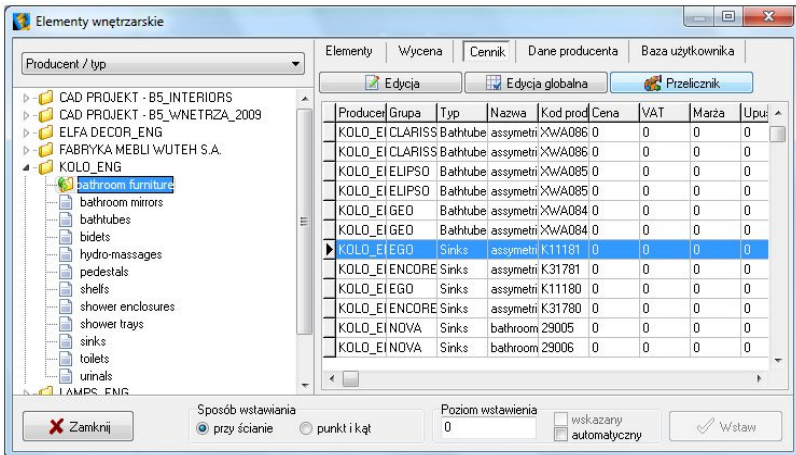 Elementy wnętrzarskie
Producent / typ
CAD PROJEKT - B5_INTERIORS
CAD PROJEKT - B5_WNETRZA_2009
ELFA DECOR_ENG
FABRYKA MEBLI WUTEH S.A.
KOLO_ENG
bathroom furniture
bathroom mirrors
bathtubes
bidets
hydro-massages
pedestals
shelfs
shower enclosures
shower trays
sinks
toilets
urinals
LAMPS_ENG
Elementy Wycena Cennik Dane producenta Baza użytkownika
Edycja Edycja globalna Przelicznik
Producen Grupa Typ Nazwa Kod prod Cena VAT Marża Upu
KOLO_E CLARISS Bathtube assymetri XWA086 0 0 0 0
KOLO_E CLARISS Bathtube assymetri XWA086 0 0 0 0
KOLO_E ELIPSO Bathtube assymetri XWA085 0 0 0 0
KOLO_E ELIPSO Bathtube assymetri XWA085 0 0 0 0
KOLO_E GEO Bathtube assymetri XWA084 0 0 0 0
KOLO_E GEO Bathtube assymetri XWA084 0 0 0 0
KOLO_E EGO Sinks assymetri K11181 0 0 0 0
KOLO_E ENCORE Sinks assymetri K31781 0 0 0 0
KOLO_E EGO Sinks assymetri K11180 0 0 0 0
KOLO_E ENCORE Sinks assymetri K31780 0 0 0 0
KOLO_E NOVA Sinks bathroom 29005 0 0 0 0
KOLO_E NOVA Sinks bathroom 29006 0 0 0 0
Zamknij
Sposób wstawiania
przy ścianie punkt i kąt
Poziom wstawienia
0
wskazany
automatyczny
Wstaw